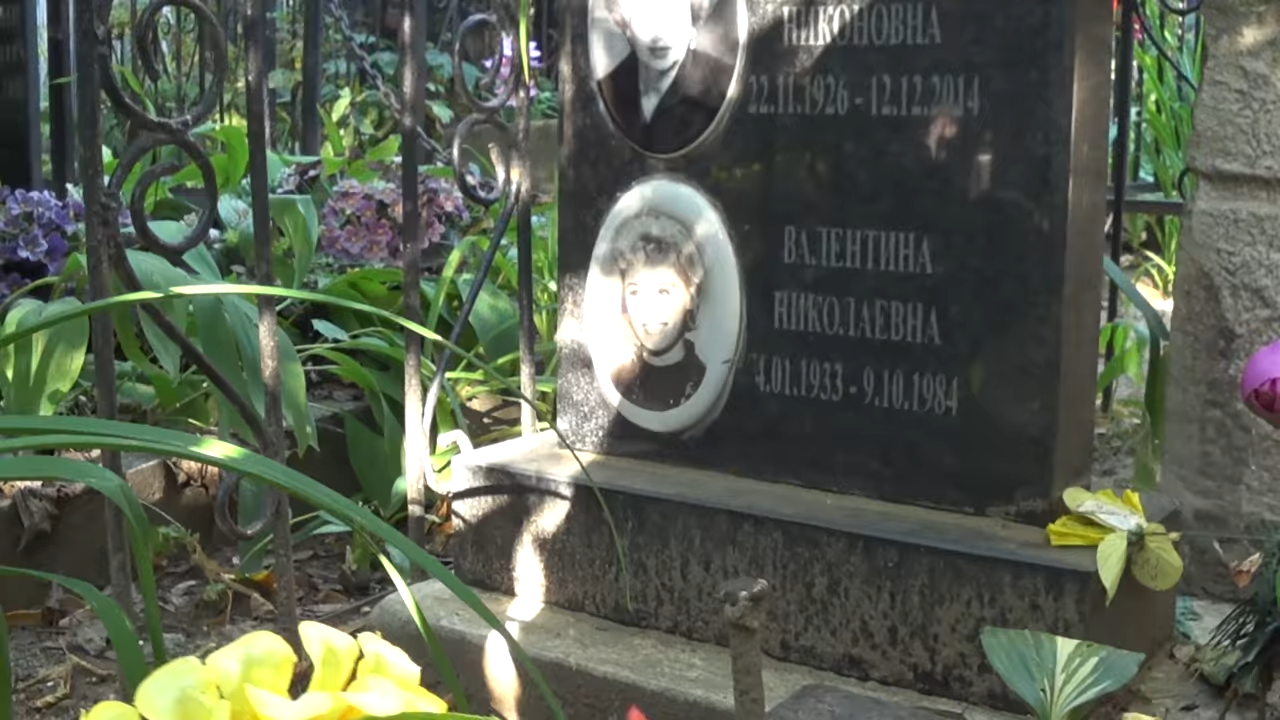 НИКОНОВНА
22.11.1926 - 12.12.2014
ВАЛЕНТИНА
НИКОЛАЕВНА
4.01.1933 - 9.10.1984